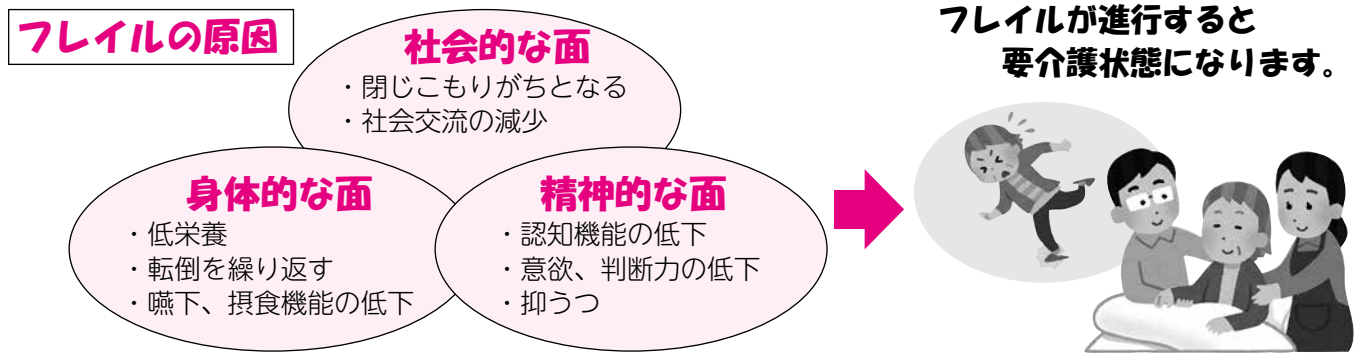 フレイルの原因
社会的な面
・閉じこもりがちとなる
・社会交流の減少
身体的な面
・低栄養
・転倒を繰り返す
・嚥下、摂食機能の低下
精神的な面
・認知機能の低下
・意欲、判断力の低下
・抑うつ
フレイルが進行すると
要介護状態になります。